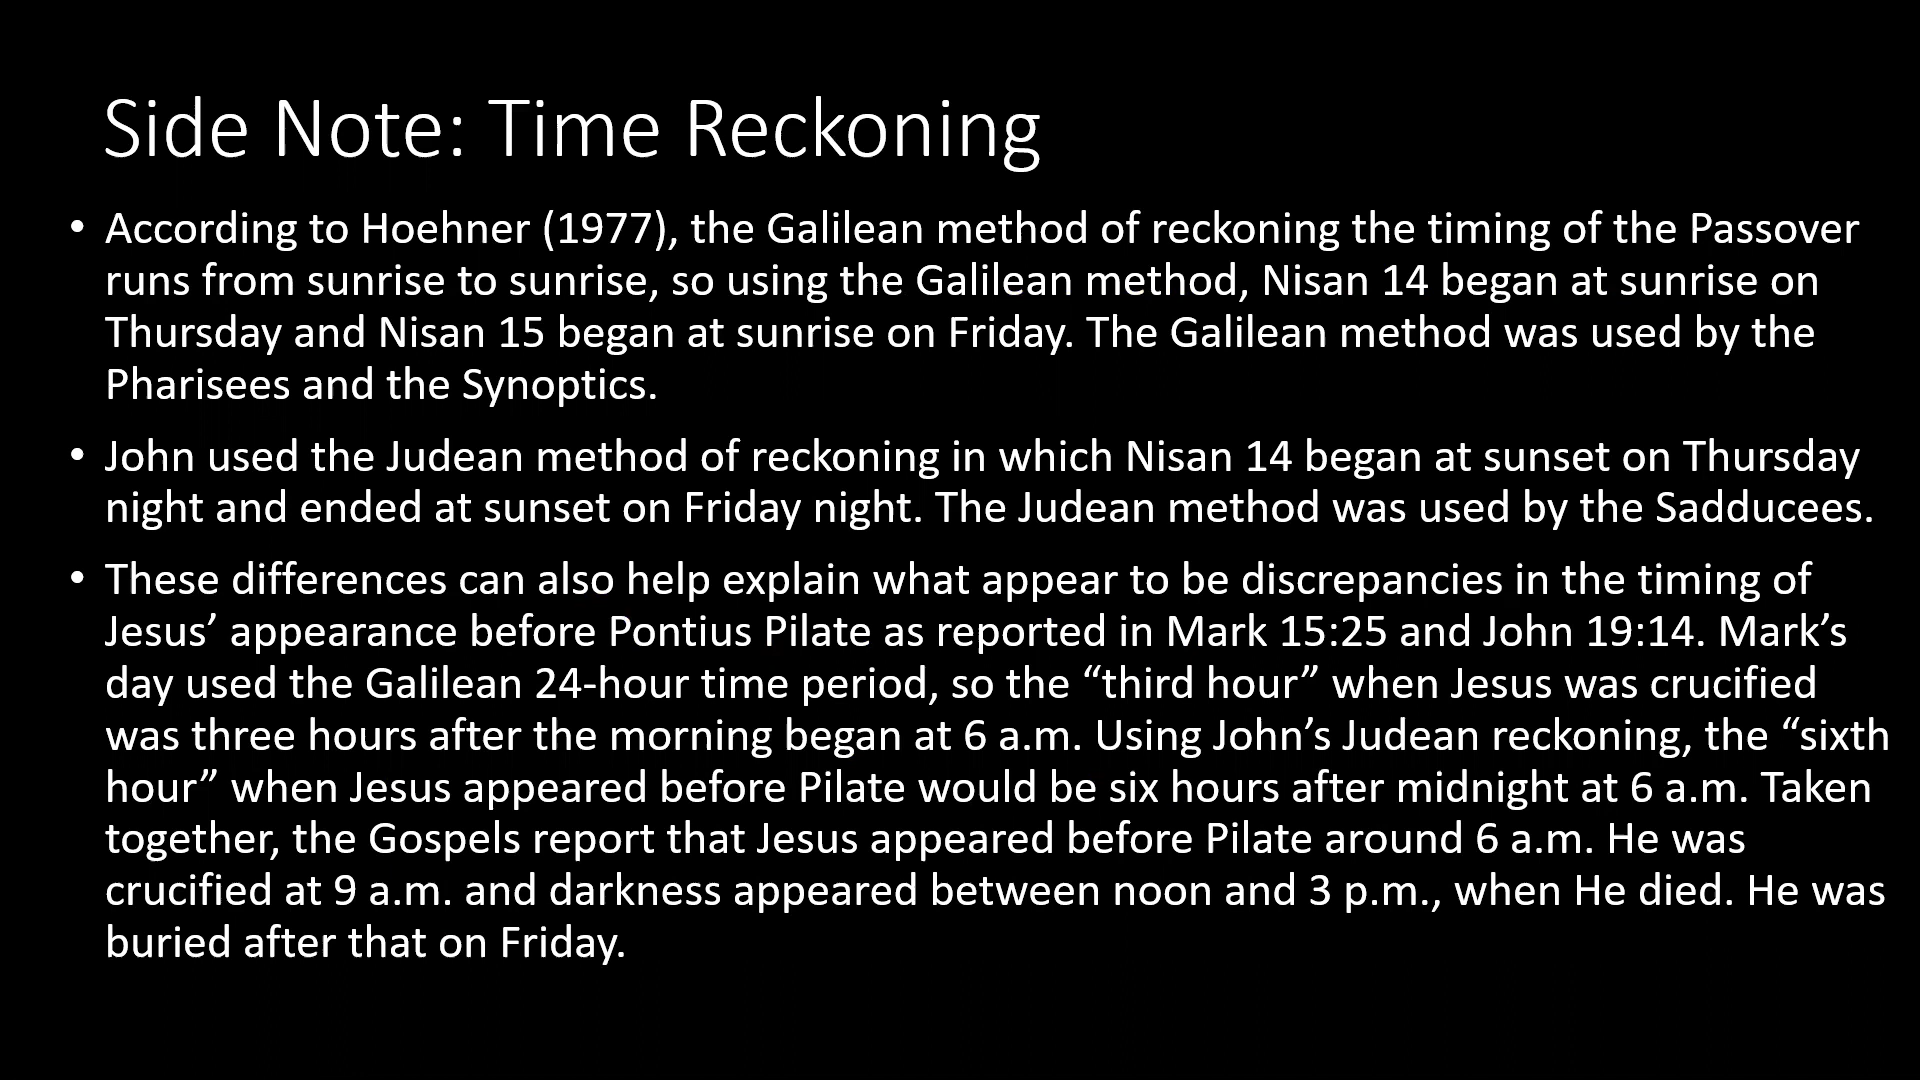 Side Note: Time Reckoning
• According to Hoehner (1977), the Galilean method of reckoning the timing of the Passover
runs from sunrise to sunrise, so using the Galilean method, Nisan 14 began at sunrise on
Thursday and Nisan 15 began at sunrise on Friday. The Galilean method was used by the
Pharisees and the Synoptics.
• John used the Judean method of reckoning in which Nisan 14 began at sunset on Thursday
night and ended at sunset on Friday night. The Judean method was used by the Sadducees.
• These differences can also help explain what appear to be discrepancies in the timing of
Jesus’ appearance before Pontius Pilate as reported in Mark 15:25 and John 19:14. Mark’s
day used the Galilean 24-hour time period, so the “third hour” when Jesus was crucified
was three hours after the morning began at 6 a.m. Using John’s Judean reckoning, the “sixth
hour” when Jesus appeared before Pilate would be six hours after midnight at 6 a.m. Taken
together, the Gospels report that Jesus appeared before Pilate around 6 a.m. He was
crucified at 9 a.m. and darkness appeared between noon and 3 p.m., when He died. He was
buried after that on Friday.